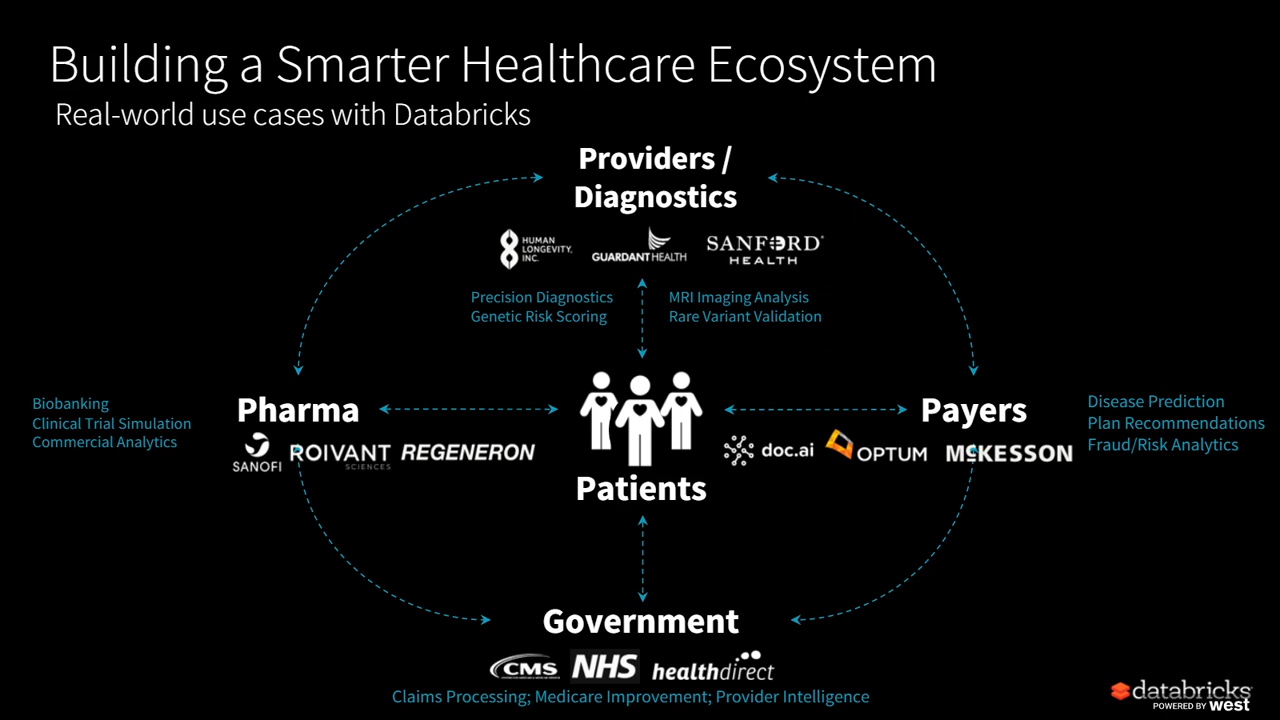 Building a Smarter Healthcare Ecosystem
Real-world use cases with Databricks
Providers /
Diagnostics
HUMAN
LONGEVITY,
INC.
GUARDANT HEALTH
SANFORD
HEALTH
Precision Diagnostics
Genetic Risk Scoring
MRI Imaging Analysis
Rare Variant Validation
Biobanking
Clinical Trial Simulation
Commercial Analytics
Pharma
SANOFI
ROIVANT
SCIENCES
REGENERON
Patients
Payers
doc.ai
OPTUM
MCKESSON
Disease Prediction
Plan Recommendations
Fraud/Risk Analytics
Government
CMS
NHS
healthdirect
Claims Processing; Medicare Improvement; Provider Intelligence
databricks
POWERED BY west